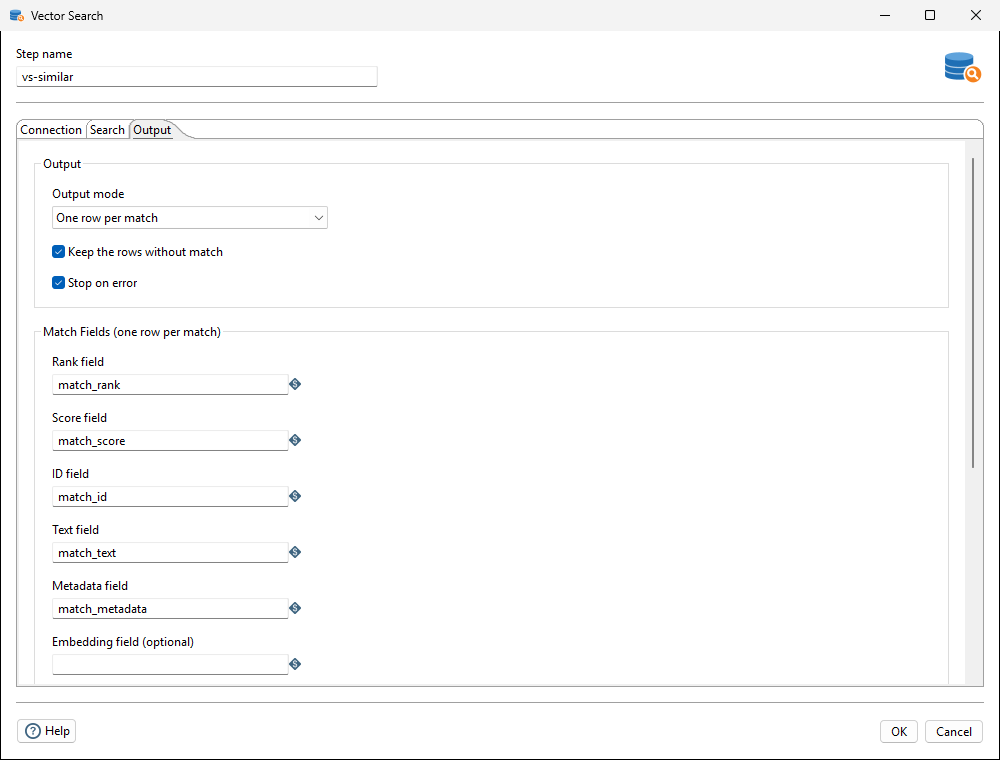 Vector Search
Step name
vs-similar
Connection Search Output
Output
Output mode
One row per match
Keep the rows without match
Stop on error
Match Fields (one row per match)
Rank field
match_rank
Score field
match_score
ID field
match_id
Text field
match_text
Metadata field
match_metadata
Embedding field (optional)
Help OK Cancel